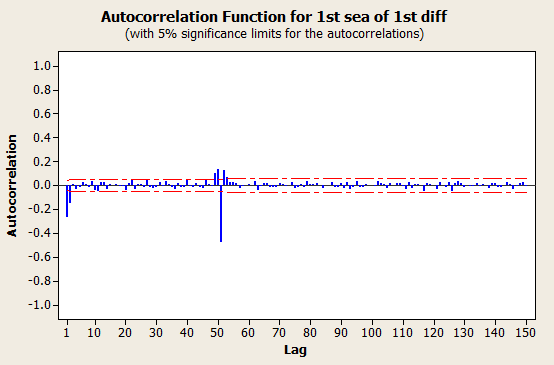 Autocorrelation Function for 1st sea of 1st diff
(with 5% significance limits for the autocorrelations)
Autocorrelation
1.0
0.8
0.6
0.4
0.2
0.0
-0.2
-0.4
-0.6
-0.8
-1.0
1 10 20 30 40 50 60 70 80 90 100 110 120 130 140 150
Lag